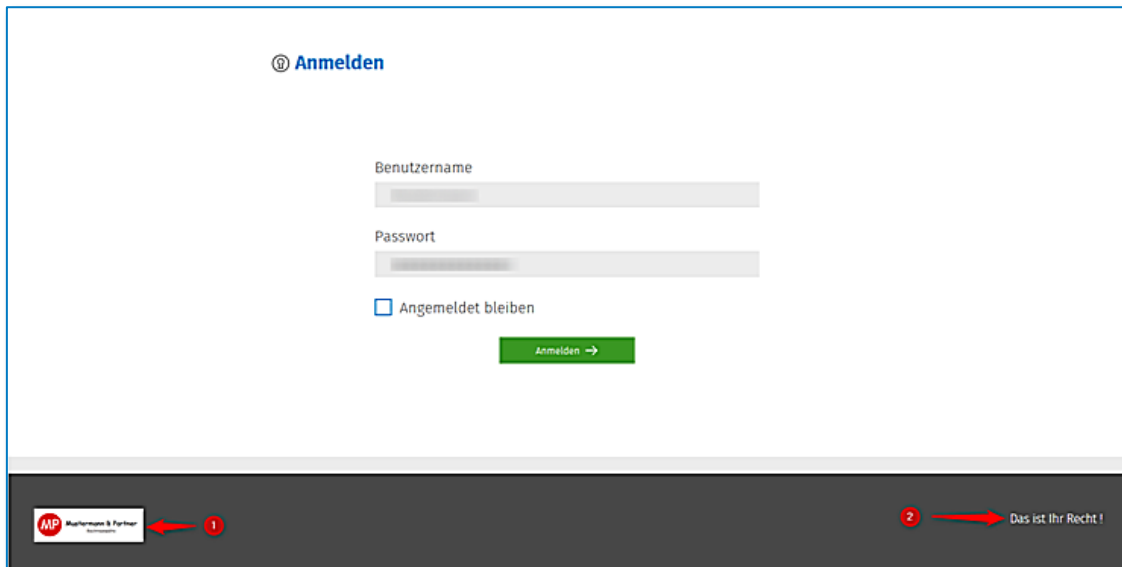 Anmelden
Benutzername
Passwort
Angemeldet bleiben
Anmelden →
MP Mustermann & Partner
1
2
Das ist Ihr Recht !